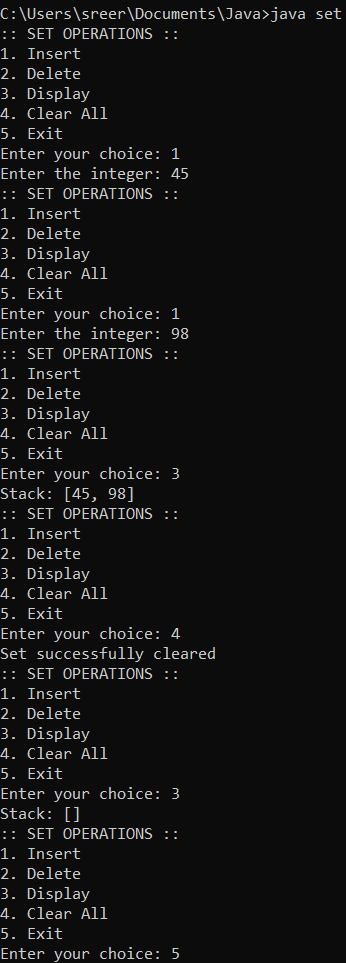 C:\Users\sreer\Documents\Java>java set
:: SET OPERATIONS ::
1. Insert
2. Delete
3. Display
4. Clear All
5. Exit
Enter your choice: 1
Enter the integer: 45
:: SET OPERATIONS ::
1. Insert
2. Delete
3. Display
4. Clear All
5. Exit
Enter your choice: 1
Enter the integer: 98
:: SET OPERATIONS ::
1. Insert
2. Delete
3. Display
4. Clear All
5. Exit
Enter your choice: 3
Stack: [45, 98]
:: SET OPERATIONS ::
1. Insert
2. Delete
3. Display
4. Clear All
5. Exit
Enter your choice: 4
Set successfully cleared
:: SET OPERATIONS ::
1. Insert
2. Delete
3. Display
4. Clear All
5. Exit
Enter your choice: 3
Stack: []
:: SET OPERATIONS ::
1. Insert
2. Delete
3. Display
4. Clear All
5. Exit
Enter your choice: 5